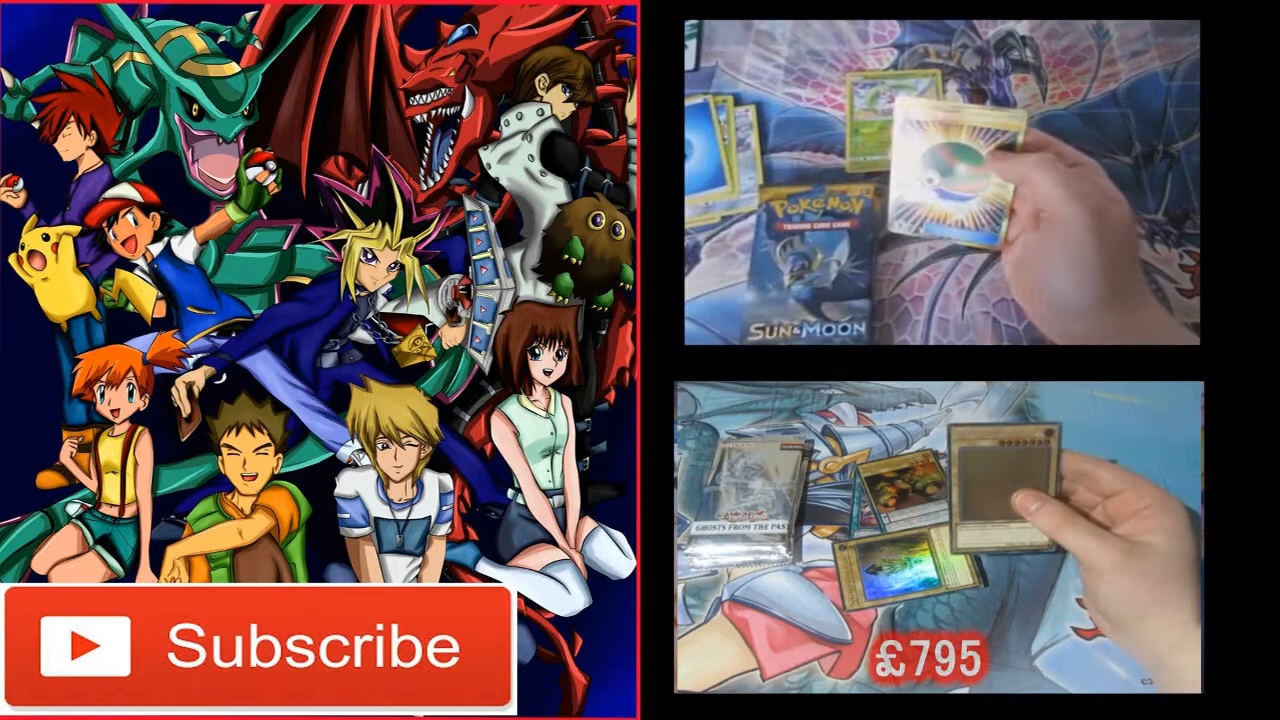 Subscribe
POKÉMON
TRADING CARD GAME
SUN & MOON
GHOSTS FROM THE PAST
£795